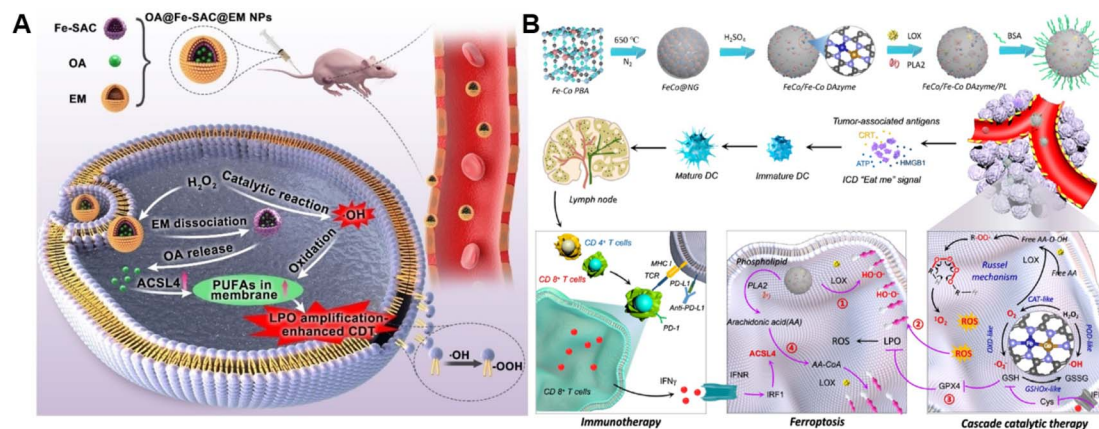 A
Fe-SAC
OA
EM
OA@Fe-SAC@EM NPs
H₂O₂
Catalytic reaction
·OH
EM dissociation
OA release
Oxidation
ACSL4
PUFAs in
membrane
LPO amplification-
enhanced CDT
·OH
-OOH
B
650 °C
N₂
H₂SO₄
LOX
PLA2
BSA
Fe-Co PBA
FeCo@NG
FeCo/Fe-Co DAzyme
FeCo/Fe-Co DAzyme/PL
Tumor-associated antigens
CRT
ATP
HMGB1
ICD "Eat me" signal
Mature DC
Immature DC
Lymph node
CD 4⁺ T cells
CD 8⁺ T cells
MHC I
TCR
PD-L1
Anti-PD-L1
PD-1
CD 8⁺ T cells
IFNγ
Immunotherapy
Phospholipid
PLA2
LOX
HO-O·
①
HO-O·
Arachonic acid(AA)
ROS
LPO
②
ACSL4
④
AA-CoA
IFNR
LOX
IRF1
Ferroptosis
R-OO·
Free AA-O-OH
Russel
mechanism
LOX
Free AA
CAT-like
¹O₂
ROS
O₂
H₂O₂
OXD-like
POD-like
ROS
·O₂⁻
·OH
GSH
GSSG
GSHOx-like
GPX4
③
Cys
Cascade catalytic therapy